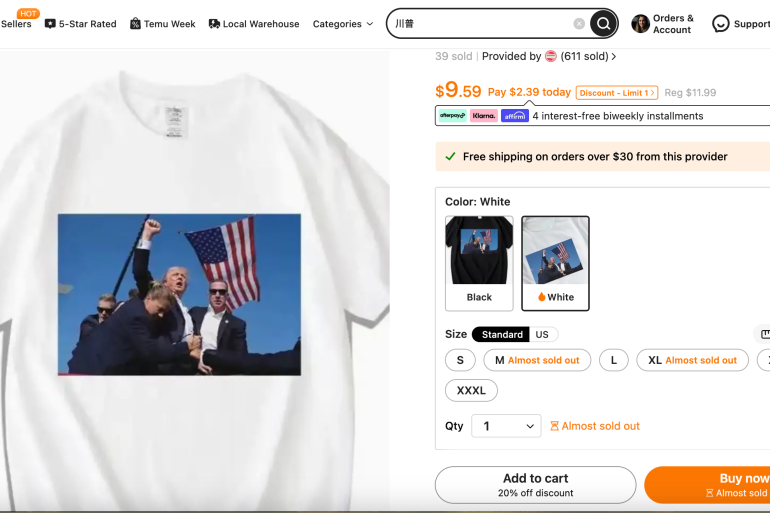 HOT
Sellers
5-Star Rated
Temu Week
Local Warehouse
Categories
川普
Orders &
Account
Support
39 sold | Provided by (611 sold) >
$9.59 Pay $2.39 today Discount - Limit 1 > Reg $11.99
afterpay Klarna. affirm 4 interest-free biweekly installments
Free shipping on orders over $30 from this provider
Color: White
Black
White
Size Standard US
S
M Almost sold out
L
XL Almost sold out
XXXL
Qty 1 Almost sold out
Add to cart
20% off discount
Buy now
Almost sold